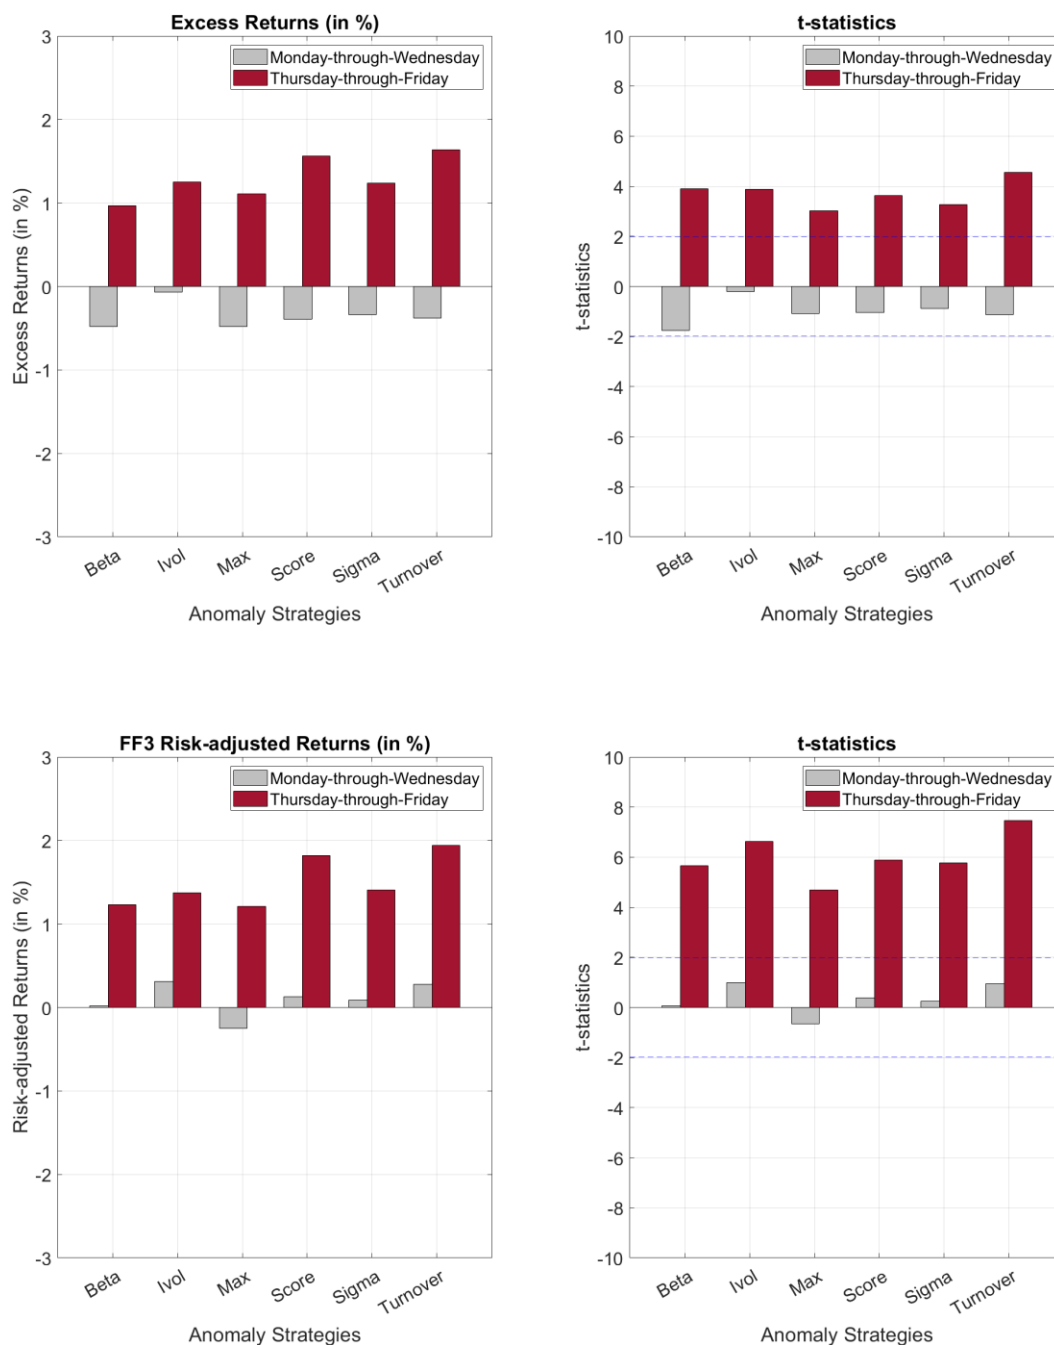 Excess Returns (in %)
Monday-through-Wednesday
Thursday-through-Friday
3
2
1
0
-1
-2
-3
Excess Returns (in %)
Beta
Ivol
Max
Score
Sigma
Turnover
Anomaly Strategies
t-statistics
Monday-through-Wednesday
Thursday-through-Friday
10
8
6
4
2
0
-2
-4
-6
-8
-10
t-statistics
Beta
Ivol
Max
Score
Sigma
Turnover
Anomaly Strategies
FF3 Risk-adjusted Returns (in %)
Monday-through-Wednesday
Thursday-through-Friday
3
2
1
0
-1
-2
-3
Risk-adjusted Returns (in %)
Beta
Ivol
Max
Score
Sigma
Turnover
Anomaly Strategies
t-statistics
Monday-through-Wednesday
Thursday-through-Friday
10
8
6
4
2
0
-2
-4
-6
-8
-10
t-statistics
Beta
Ivol
Max
Score
Sigma
Turnover
Anomaly Strategies